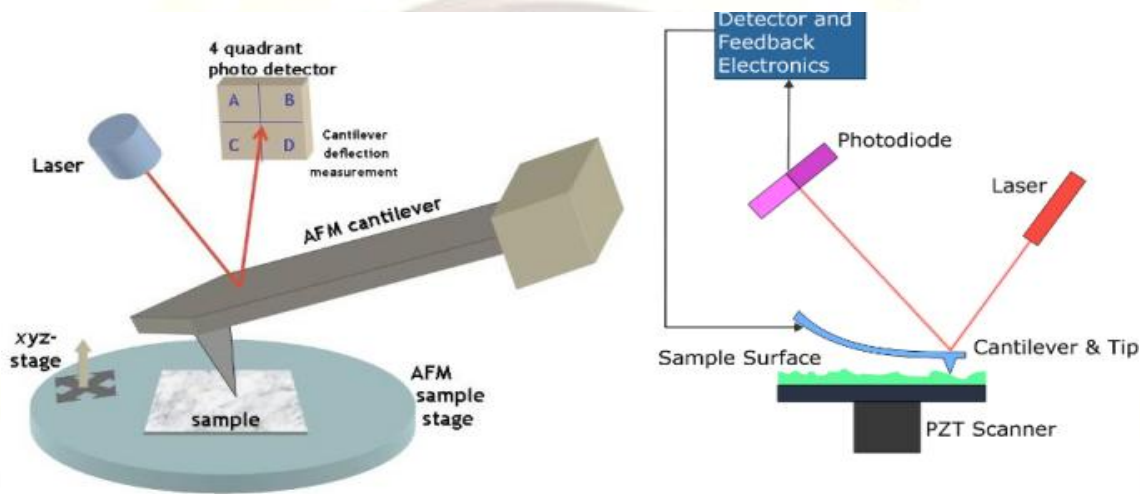 4 quadrant
photo detector
A B
C D
Cantilever
deflection
measurement
Laser
AFM cantilever
xyz-
stage
AFM
sample
stage
sample
Detector and
Feedback
Electronics
Photodiode
Laser
Cantilever & Tip
Sample Surface
PZT Scanner